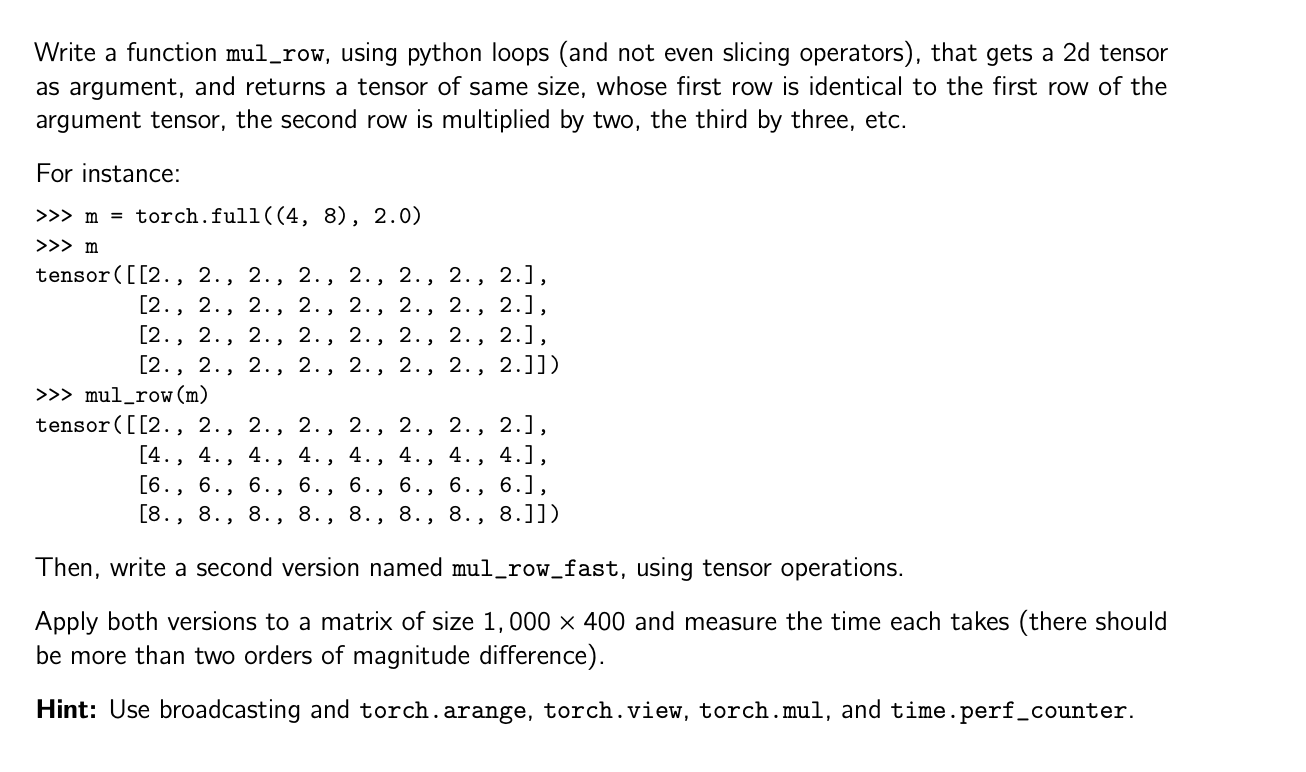 Write a function mul_row, using python loops (and not even slicing operators), that gets a 2d tensor
as argument, and returns a tensor of same size, whose first row is identical to the first row of the
argument tensor, the second row is multiplied by two, the third by three, etc.
For instance:
>>> m = torch.full((4, 8), 2.0)
>>> m
tensor([[2., 2., 2., 2., 2., 2., 2., 2.],
        [2., 2., 2., 2., 2., 2., 2., 2.],
        [2., 2., 2., 2., 2., 2., 2., 2.],
        [2., 2., 2., 2., 2., 2., 2., 2.]])
>>> mul_row(m)
tensor([[2., 2., 2., 2., 2., 2., 2., 2.],
        [4., 4., 4., 4., 4., 4., 4., 4.],
        [6., 6., 6., 6., 6., 6., 6., 6.],
        [8., 8., 8., 8., 8., 8., 8., 8.]])
Then, write a second version named mul_row_fast, using tensor operations.
Apply both versions to a matrix of size 1,000 × 400 and measure the time each takes (there should
be more than two orders of magnitude difference).
Hint: Use broadcasting and torch.arange, torch.view, torch.mul, and time.perf_counter.